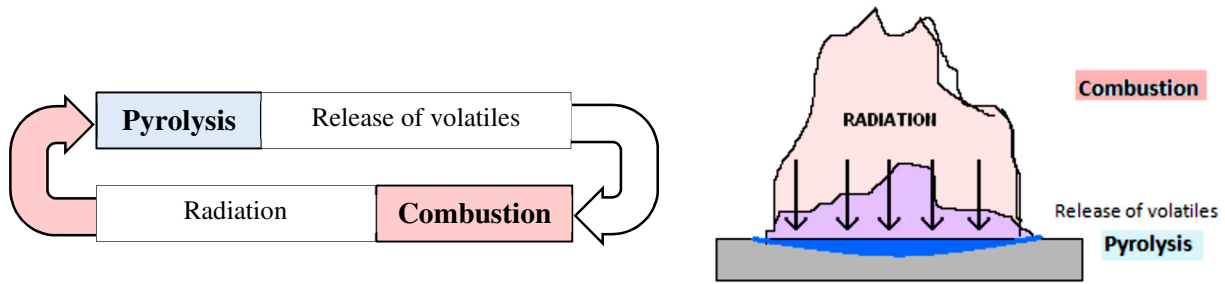 Pyrolysis
Release of volatiles
Radiation
Combustion
RADIATION
Combustion
Release of volatiles
Pyrolysis